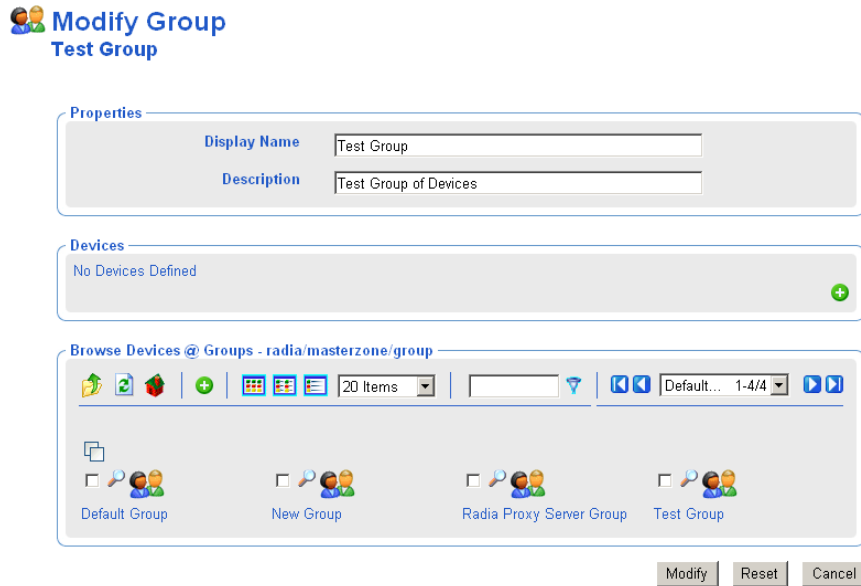 Modify Group
Test Group
Properties
Display Name Test Group
Description Test Group of Devices
Devices
No Devices Defined
Browse Devices @ Groups - radia/masterzone/group
20 Items Default... 1-4/4
Default Group New Group Radia Proxy Server Group Test Group
Modify Reset Cancel